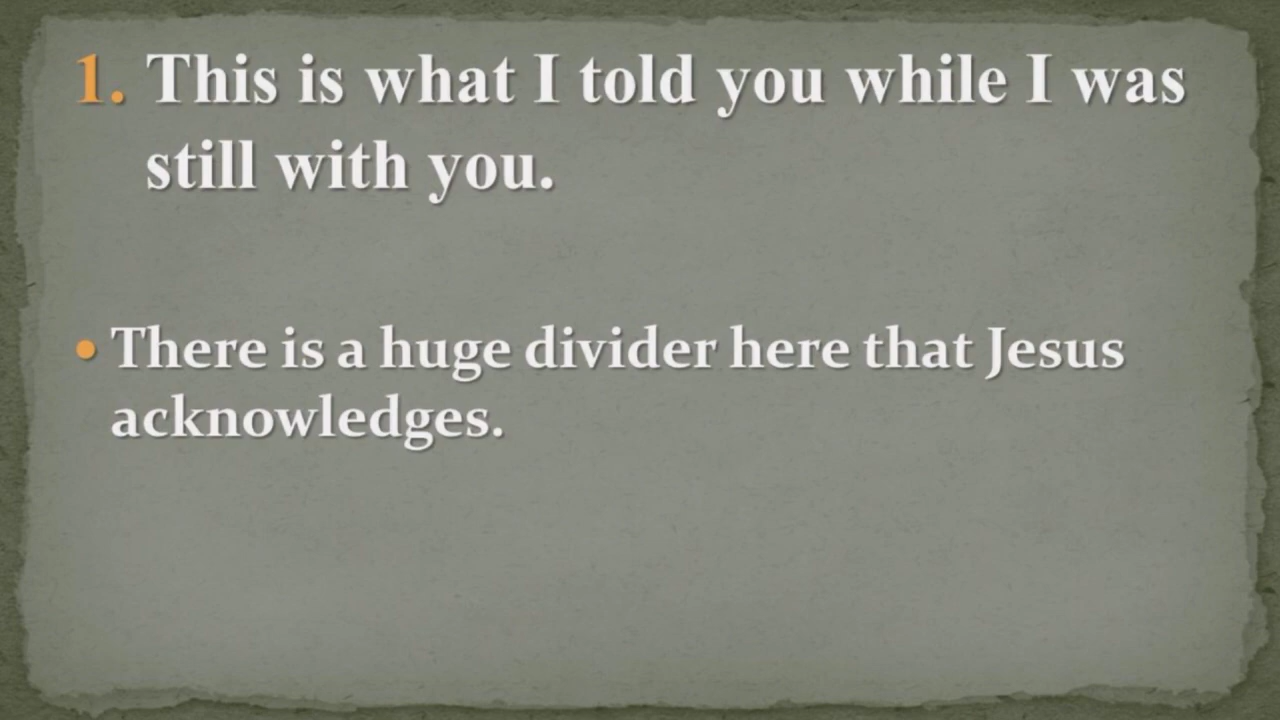 1. This is what I told you while I was
still with you.
• There is a huge divider here that Jesus
acknowledges.